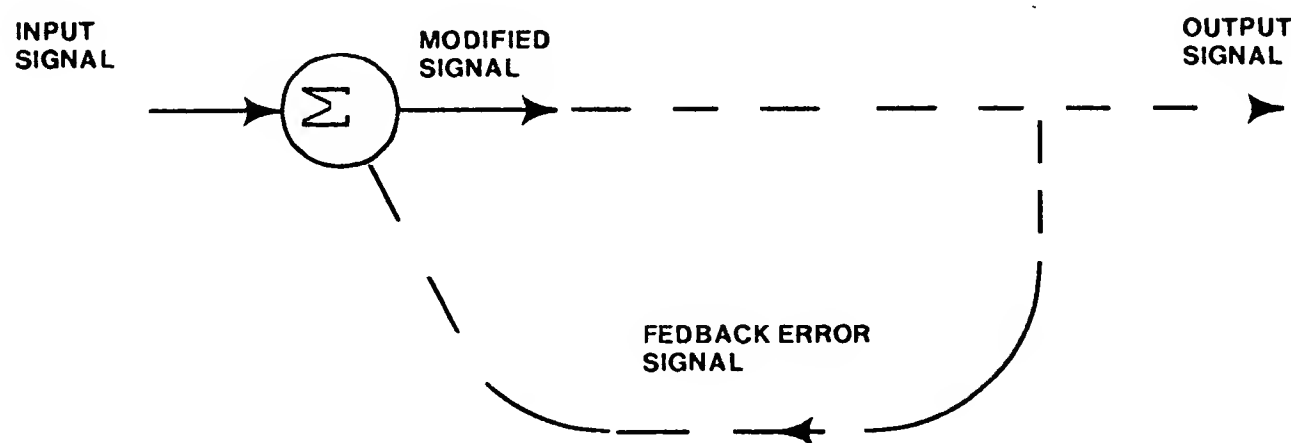 INPUT
SIGNAL
Σ
MODIFIED
SIGNAL
OUTPUT
SIGNAL
FEDBACK ERROR
SIGNAL